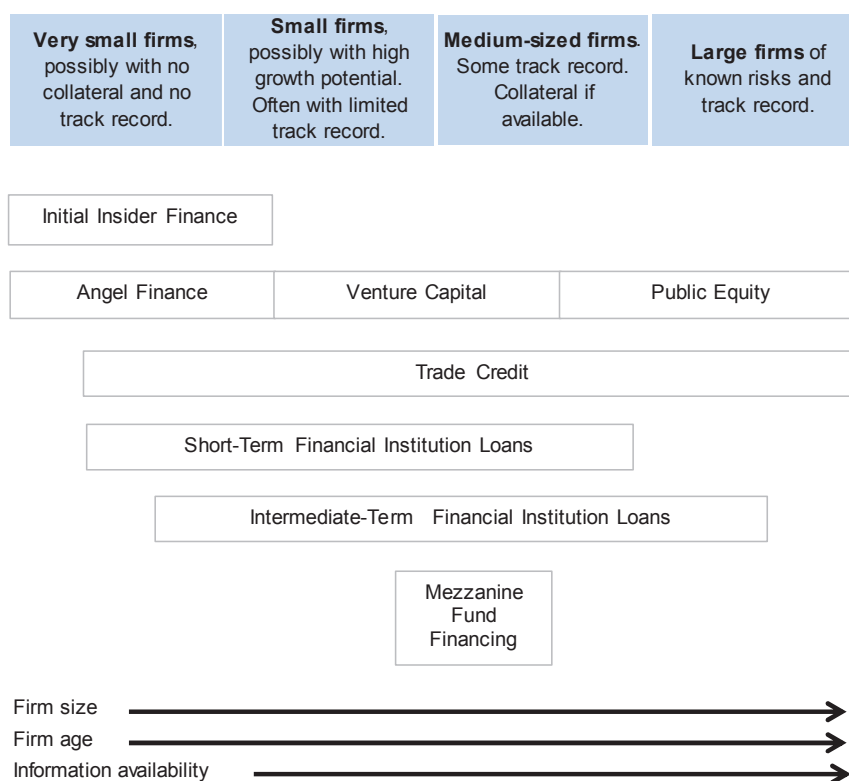 Very small firms,
possibly with no
collateral and no
track record.
Small firms,
possibly with high
growth potential.
Often with limited
track record.
Medium-sized firms.
Some track record.
Collateral if
available.
Large firms of
known risks and
track record.
Initial Insider Finance
Angel Finance
Venture Capital
Public Equity
Trade Credit
Short-Term Financial Institution Loans
Intermediate-Term Financial Institution Loans
Mezzanine
Fund
Financing
Firm size
Firm age
Information availability